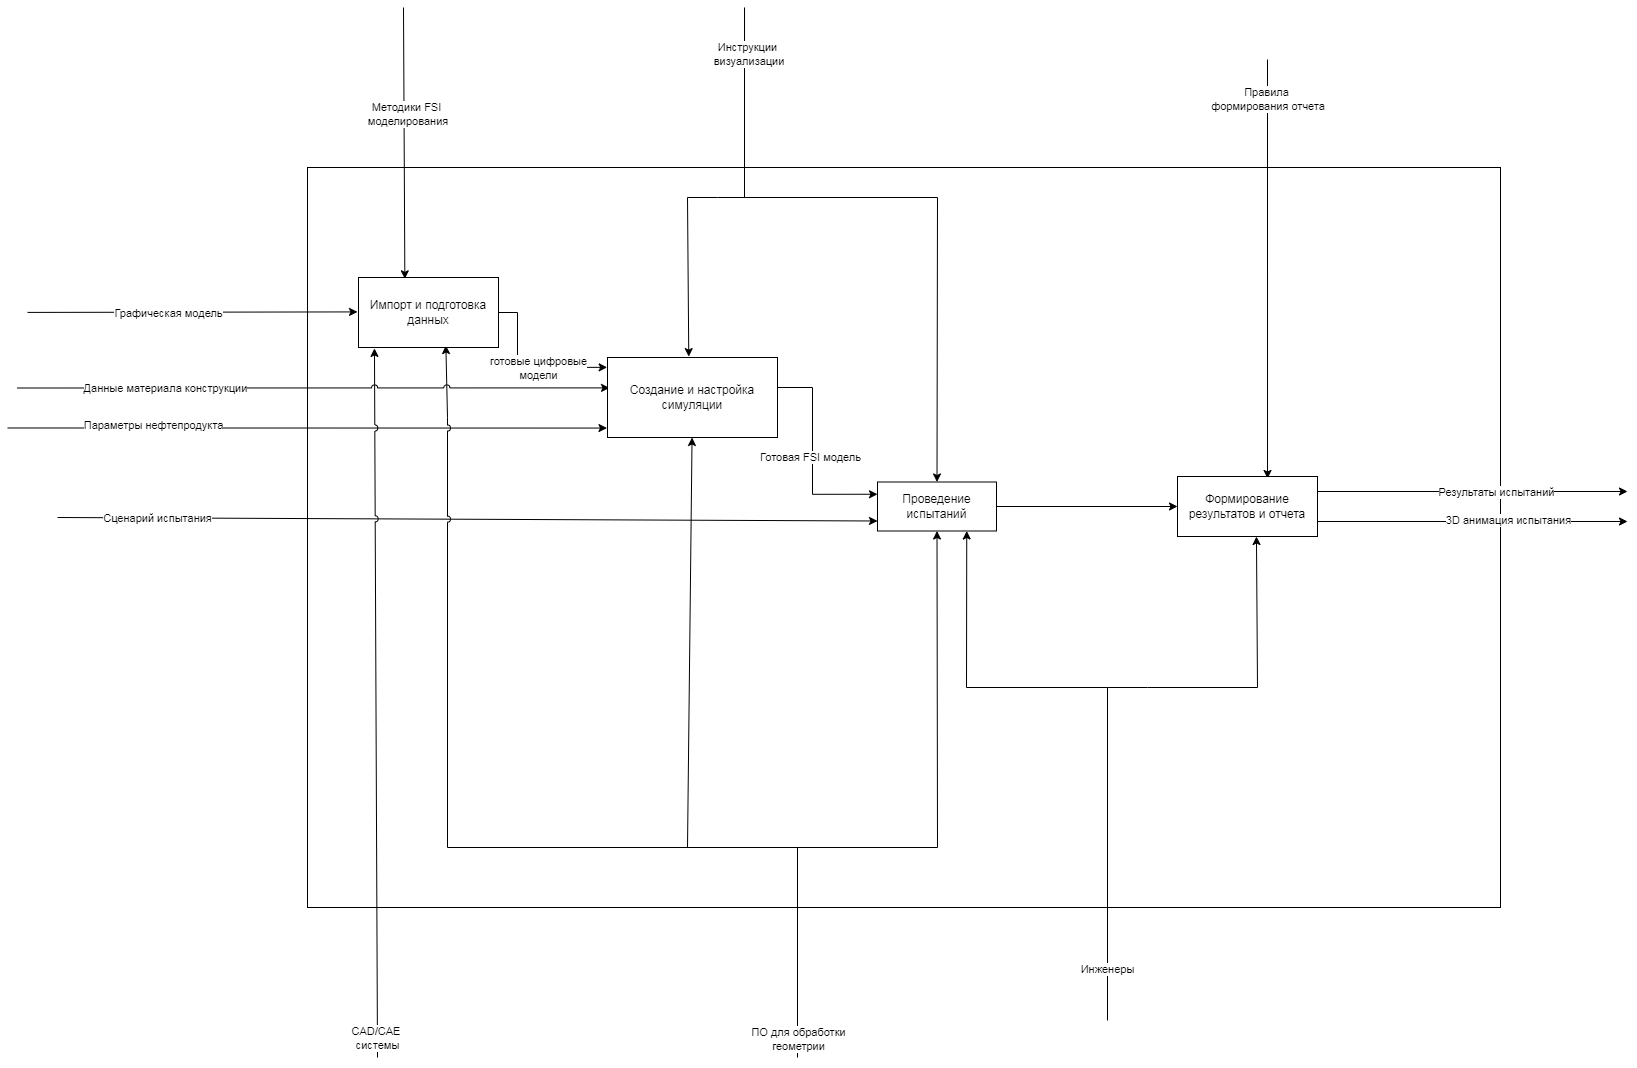 Инструкции
визуализации
Правила
формирования отчета
Методики FSI
моделирования
Импорт и подготовка
данных
Графическая модель
готовые цифровые
модели
Данные материала конструкции
Создание и настройка
симуляции
Параметры нефтепродукта
Готовая FSI модель
Проведение
испытаний
Формирование
результатов и отчета
Результаты испытаний
Сценарий испытания
3D анимация испытания
Инженеры
CAD/CAE
системы
ПО для обработки
геометрии